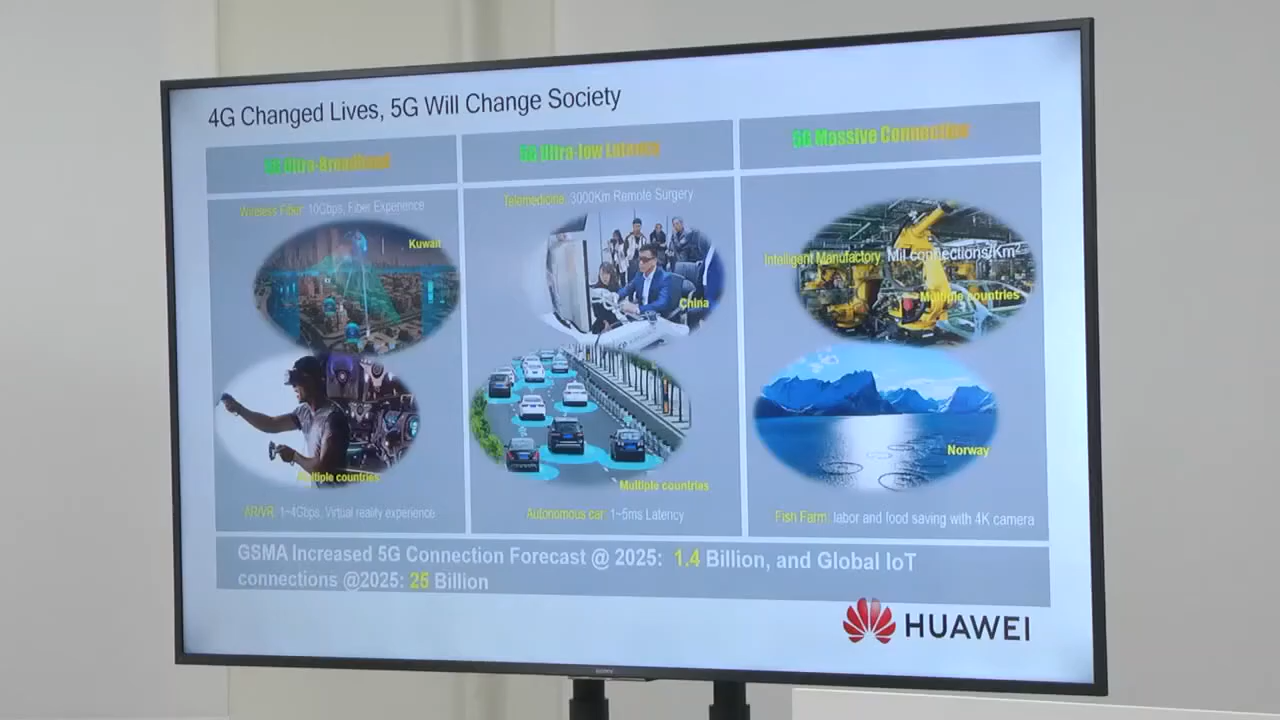 4G Changed Lives, 5G Will Change Society
5G Ultra-Broadband
Wireless Fiber: 10Gbps, Fiber Experience
Kuwait
Multiple countries
AR/VR: 1~4Gbps, Virtual reality experience
5G Ultra-low Latency
Telemedicine: 3000Km Remote Surgery
China
Multiple countries
Autonomous car: 1~5ms Latency
5G Massive Connection
Intelligent Manufactory: Mil connections/Km²
Multiple countries
Norway
Fish Farm: labor and food saving with 4K camera
GSMA Increased 5G Connection Forecast @ 2025: 1.4 Billion, and Global IoT
connections @2025: 25 Billion
HUAWEI
SONY